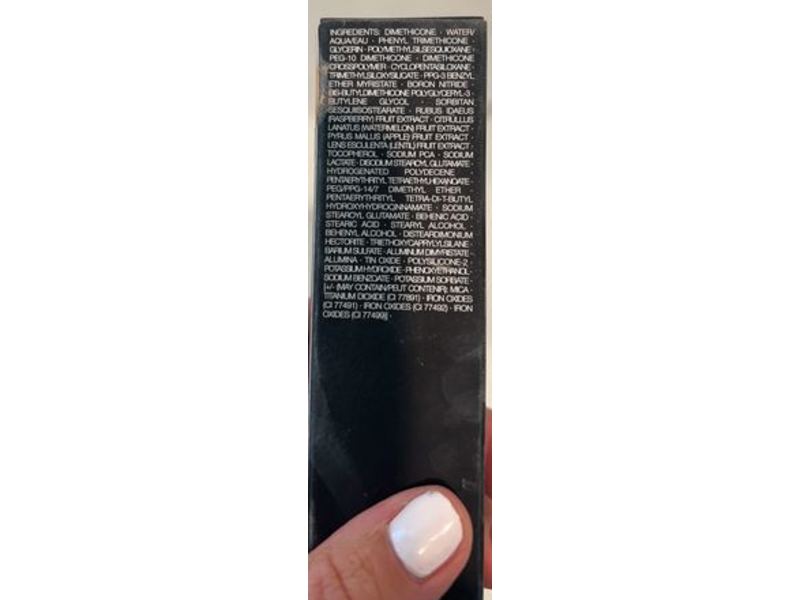 INGREDIENTS: DIMETHICONE · WATER/
AQUA/EAU · PHENYL TRIMETHICONE ·
GLYCERIN · POLYMETHYLSILSESQUIOXANE ·
PEG-10 DIMETHICONE · DIMETHICONE
CROSSPOLYMER · CYCLOPENTASILOXANE ·
TRIMETHYLSILOXYSILICATE · PPG-3 BENZYL
ETHER MYRISTATE · BORON NITRIDE ·
BIS-BUTYLDIMETHICONE POLYGLYCERYL-3 ·
BUTYLENE GLYCOL · SORBITAN
SESQUIISOSTEARATE · RUBUS IDAEUS
(RASPBERRY) FRUIT EXTRACT · CITRULLUS
LANATUS (WATERMELON) FRUIT EXTRACT ·
PYRUS MALUS (APPLE) FRUIT EXTRACT ·
LENS ESCULENTA (LENTIL) FRUIT EXTRACT ·
TOCOPHEROL · SODIUM PCA · SODIUM
LACTATE · DISODIUM STEAROYL GLUTAMATE ·
HYDROGENATED POLYDECENE ·
PENTAERYTHRITYL TETRAETHYLHEXANOATE ·
PEG/PPG-14/7 DIMETHYL ETHER ·
PENTAERYTHRITYL TETRA-DI-T-BUTYL
HYDROXYHYDROCINNAMATE · SODIUM
STEAROYL GLUTAMATE · BEHENIC ACID ·
STEARIC ACID · STEARYL ALCOHOL ·
BEHENYL ALCOHOL · DISTEARDIMONIUM
HECTORITE · TRIETHOXYCAPRYLYLSILANE ·
BARIUM SULFATE · ALUMINUM DIMYRISTATE ·
ALUMINA · TIN OXIDE · POLYSILICONE-2 ·
POTASSIUM HYDROXIDE · PHENOXYETHANOL ·
SODIUM BENZOATE · POTASSIUM SORBATE ·
[+/- (MAY CONTAIN/PEUT CONTENIR): MICA ·
TITANIUM DIOXIDE (CI 77891) · IRON OXIDES
(CI 77491) · IRON OXIDES (CI 77492) · IRON
OXIDES (CI 77499)] ·